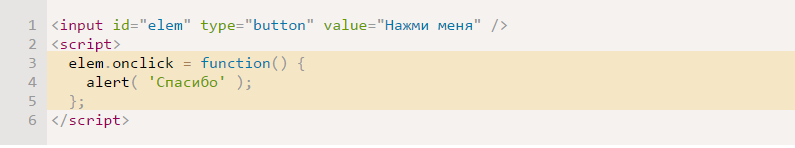 1 <input id="elem" type="button" value="Нажми меня" />
2 <script>
3   elem.onclick = function() {
4     alert( 'Спасибо' );
5   };
6 </script>